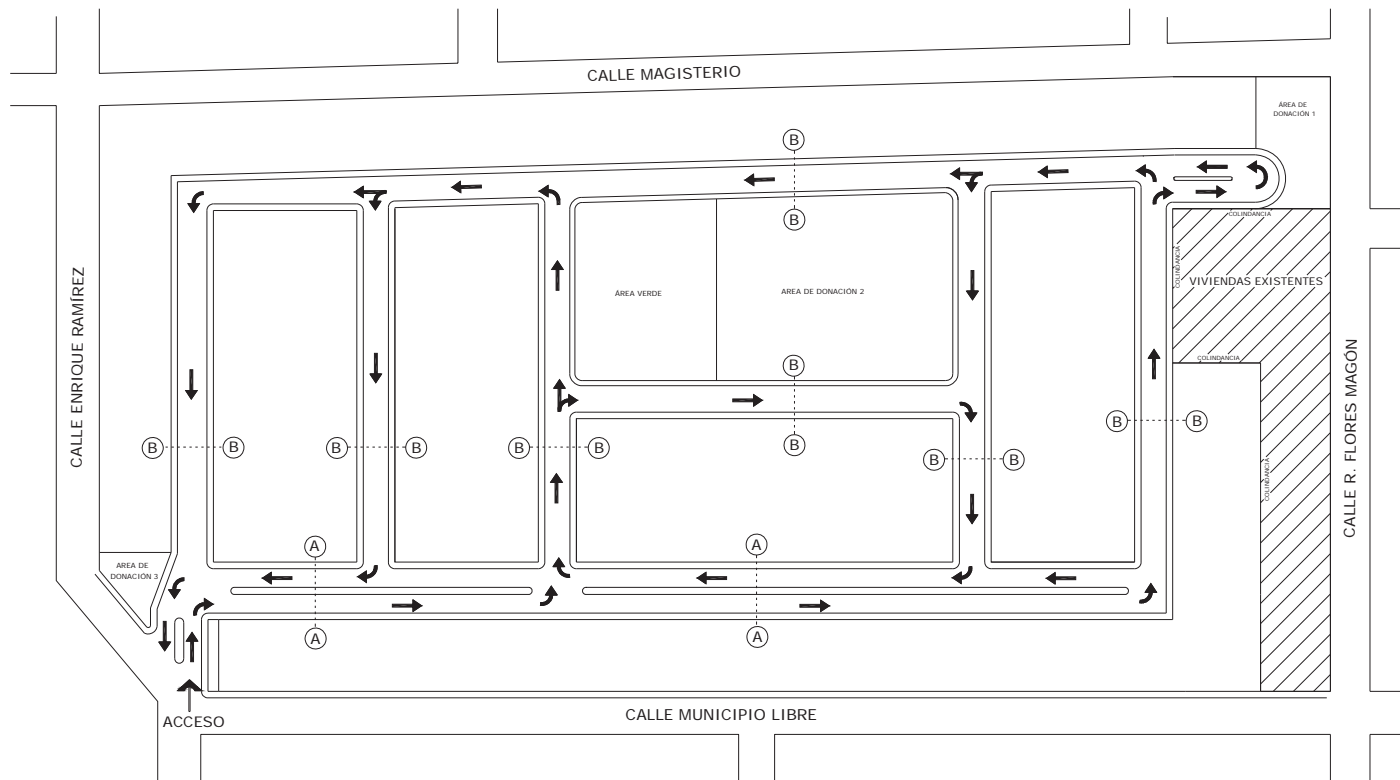 CALLE MAGISTERIO
ÁREA DE
DONACIÓN 1
B
B
COLINDANCIA
COLINDANCIA
VIVIENDAS EXISTENTES
COLINDANCIA
COLINDANCIA
ÁREA VERDE
AREA DE DONACIÓN 2
CALLE ENRIQUE RAMÍREZ
CALLE R. FLORES MAGÓN
B
B
B
B
B
B
B
B
B
B
B
B
A
A
AREA DE
DONACIÓN 3
A
A
ACCESO
CALLE MUNICIPIO LIBRE